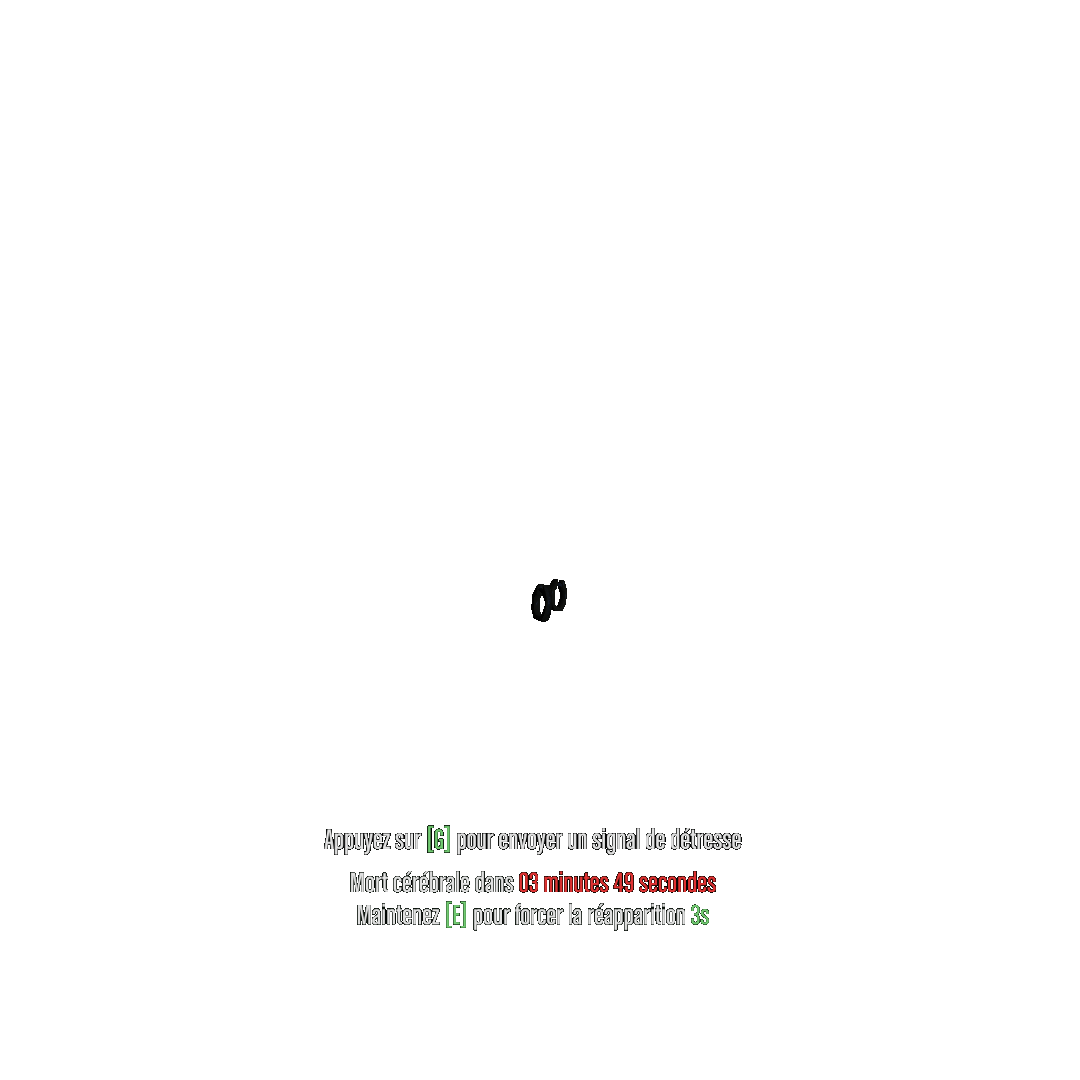 Appuyez sur [G] pour envoyer un signal de détresse
Mort cérébrale dans 03 minutes 49 secondes
Maintenez [E] pour forcer la réapparition 3s